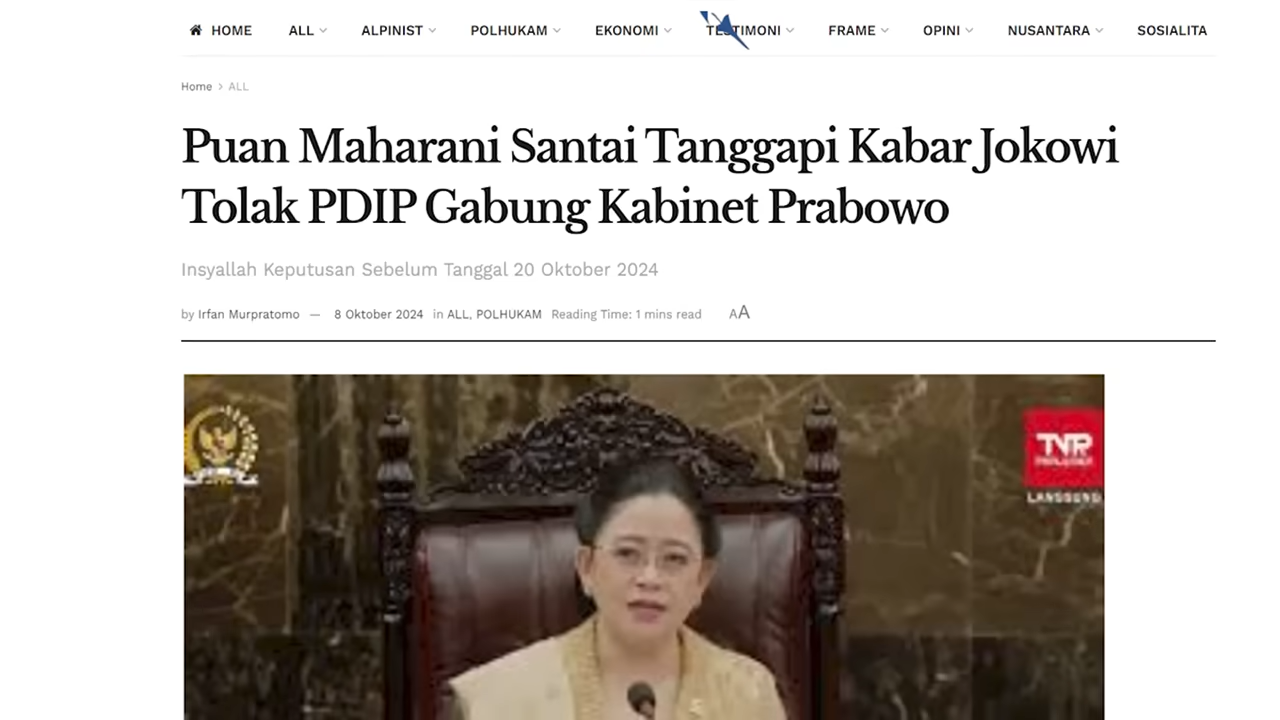 HOME ALL ALPINIST POLHUKAM EKONOMI TESTIMONI FRAME OPINI NUSANTARA SOSIALITA
Home > ALL
Puan Maharani Santai Tanggapi Kabar Jokowi
Tolak PDIP Gabung Kabinet Prabowo
Insyallah Keputusan Sebelum Tanggal 20 Oktober 2024
by Irfan Murpratomo — 8 Oktober 2024 in ALL, POLHUKAM Reading Time: 1 mins read AA
TVR
PARLEMEN
LANGSUNG